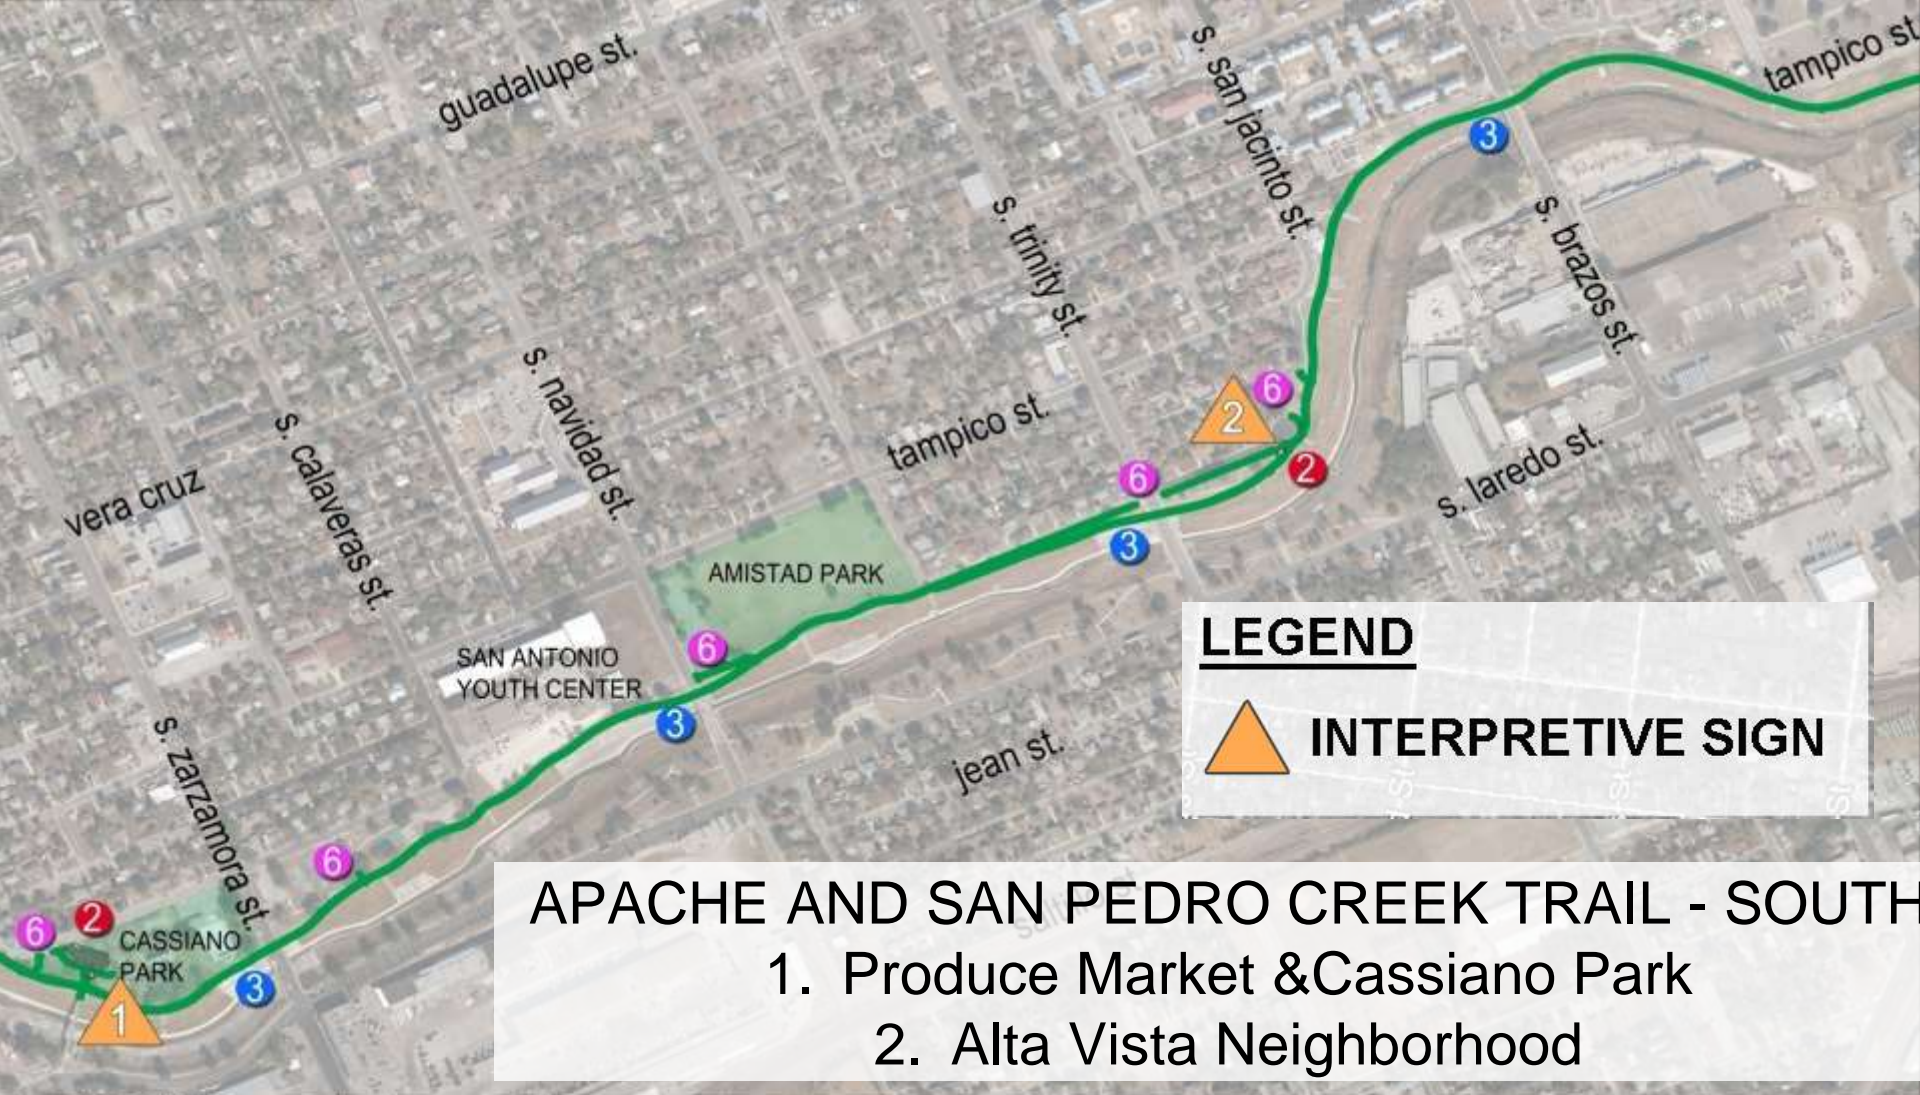 guadalupe st.
s. san jacinto st.
tampico st.
3
s. trinity st.
s. brazos st.
s. navidad st.
6
2
tampico st.
s. calaveras st.
vera cruz
6
2
s. laredo st.
3
AMISTAD PARK
6
SAN ANTONIO
YOUTH CENTER
3
s. zarzamora st.
jean st.
LEGEND
INTERPRETIVE SIGN
6
6
2
CASSIANO
PARK
3
1
APACHE AND SAN PEDRO CREEK TRAIL - SOUTH
1. Produce Market &Cassiano Park
2. Alta Vista Neighborhood